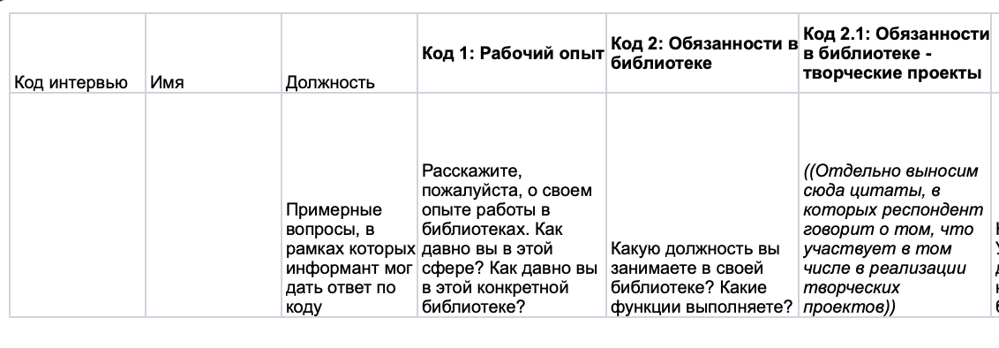 Код интервью
Имя
Должность
Код 1: Рабочий опыт
Код 2: Обязанности в
библиотеке
Код 2.1: Обязанности
в библиотеке -
творческие проекты
Примерные
вопросы, в
рамках которых
информант мог
дать ответ по
коду
Расскажите,
пожалуйста, о своем
опыте работы в
библиотеках. Как
давно вы в этой
сфере? Как давно вы
в этой конкретной
библиотеке?
Какую должность вы
занимаете в своей
библиотеке? Какие
функции выполняете?
((Отдельно выносим
сюда цитаты, в
которых респондент
говорит о том, что
участвует в том
числе в реализации
творческих
проектов))